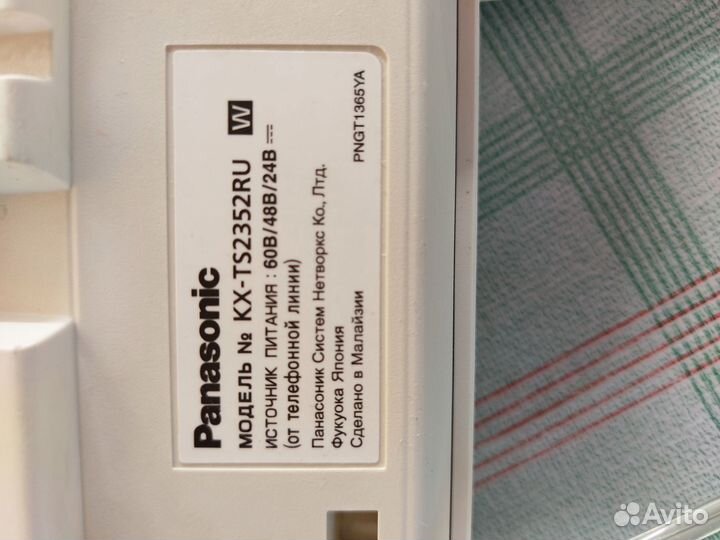 Panasonic
МОДЕЛЬ № KX-TS2352RU W
ИСТОЧНИК ПИТАНИЯ : 60В/48В/24В ⎓
(от телефонной линии)
Панасоник Систем Нетворкс Ко., Лтд.
Фукуока Япония
Сделано в Малайзии
PNGT1365YA
Avito